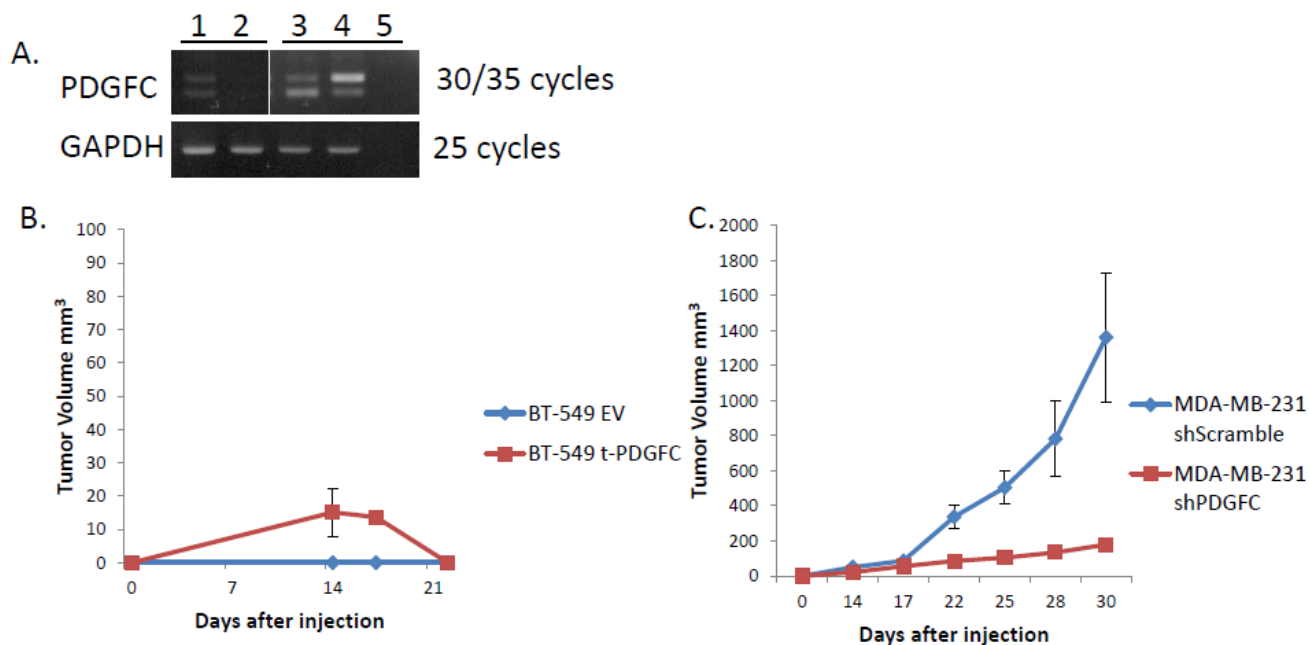 1 2 3 4 5
A.
PDGFC 30/35 cycles
GAPDH 25 cycles
B.
100
90
80
70
60
50
40
30
20
10
0
Tumor Volume mm³
0 7 14 21
Days after injection
BT-549 EV
BT-549 t-PDGFC
C.
2000
1800
1600
1400
1200
1000
800
600
400
200
0
Tumor Volume mm³
0 14 17 22 25 28 30
Days after injection
MDA-MB-231
shScramble
MDA-MB-231
shPDGFC